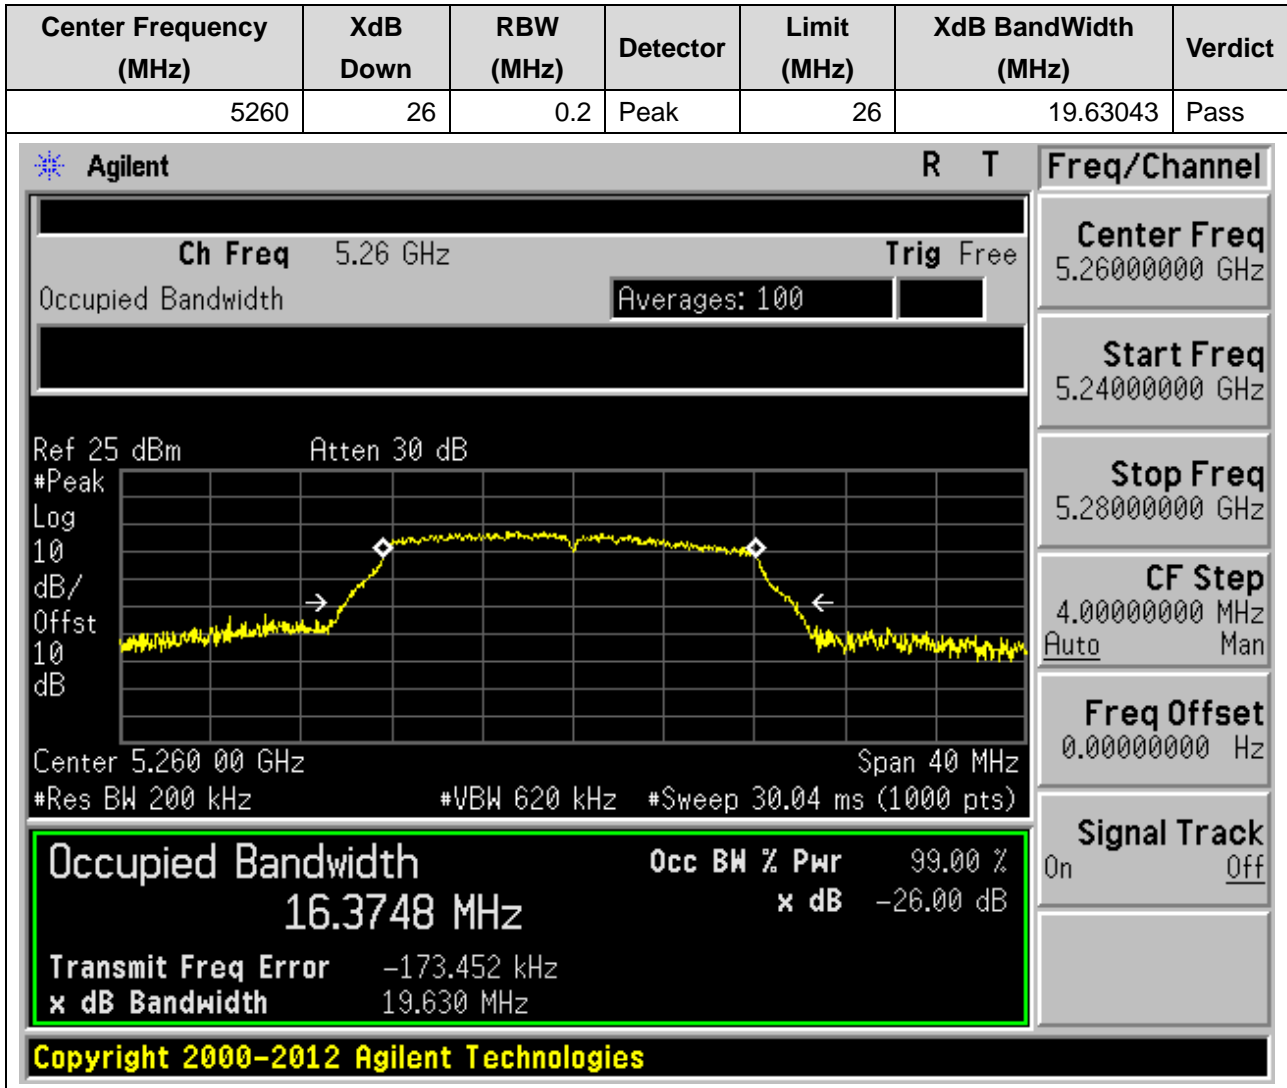 Center Frequency (MHz) XdB Down RBW (MHz) Detector Limit (MHz) XdB BandWidth (MHz) Verdict
5260 26 0.2 Peak 26 19.63043 Pass
Agilent R T Freq/Channel
Ch Freq 5.26 GHz Trig Free
Occupied Bandwidth Averages: 100
Center Freq
5.26000000 GHz
Start Freq
5.24000000 GHz
Stop Freq
5.28000000 GHz
CF Step
4.00000000 MHz
Auto Man
Freq Offset
0.00000000 Hz
Signal Track
On Off
Ref 25 dBm Atten 30 dB
#Peak
Log
10
dB/
Offst
10
dB
Center 5.260 00 GHz Span 40 MHz
#Res BW 200 kHz #VBW 620 kHz #Sweep 30.04 ms (1000 pts)
Occupied Bandwidth Occ BW % Pwr 99.00 %
16.3748 MHz x dB -26.00 dB
Transmit Freq Error -173.452 kHz
x dB Bandwidth 19.630 MHz
Copyright 2000-2012 Agilent Technologies